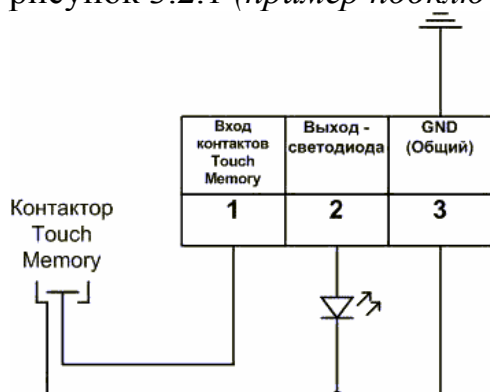 рисунок 3.2.1 (пример подклю
Вход контактов Touch Memory
Выход - светодиода
GND (Общий)
1 2 3
Контактор
Touch
Memory